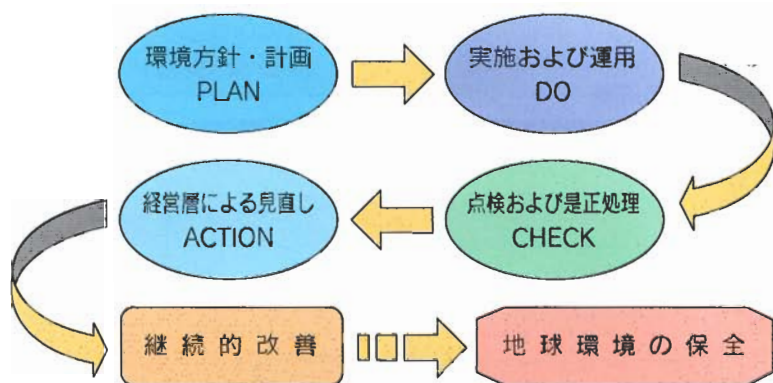 環境方針・計画
PLAN
実施および運用
DO
点検および是正処理
CHECK
経営層による見直し
ACTION
継続的改善
地球環境の保全